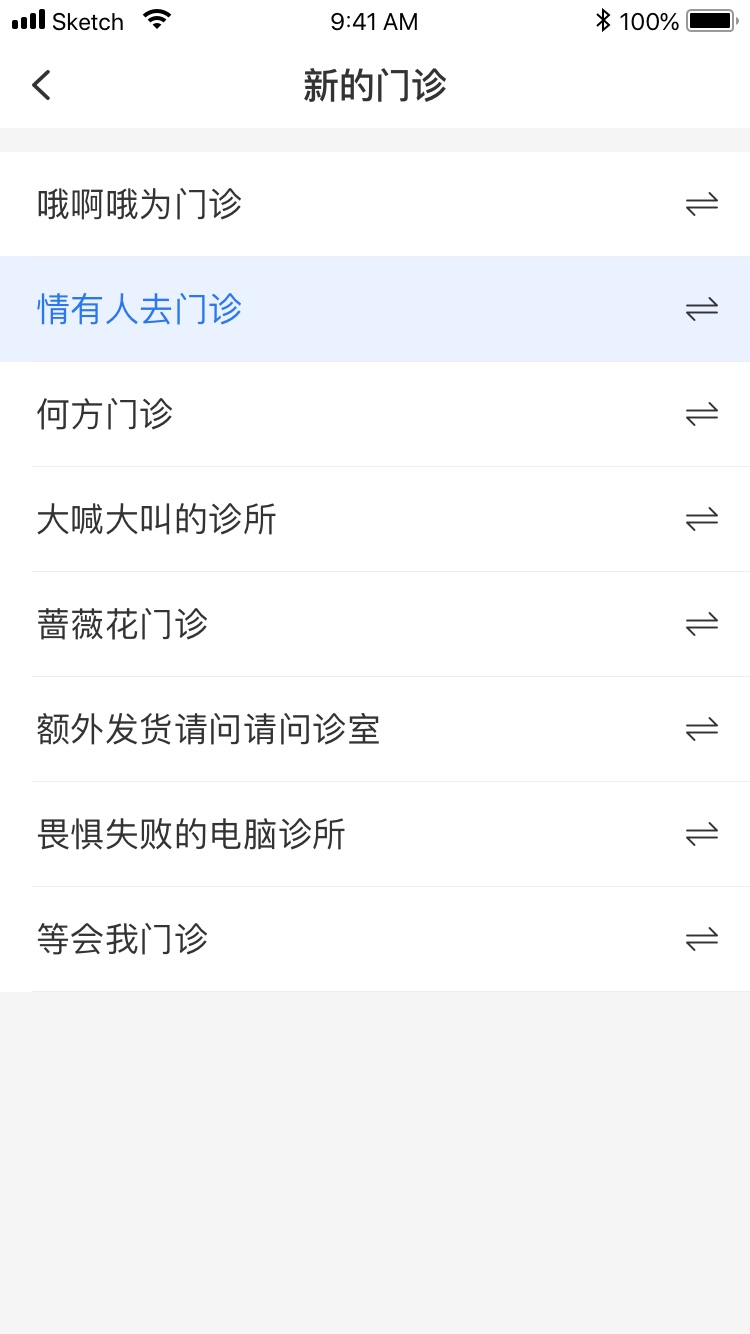 Sketch 9:41 AM 100%
新的门诊
哦啊哦为门诊
情有人去门诊
何方门诊
大喊大叫的诊所
蔷薇花门诊
额外发货请问请问诊室
畏惧失败的电脑诊所
等会我门诊